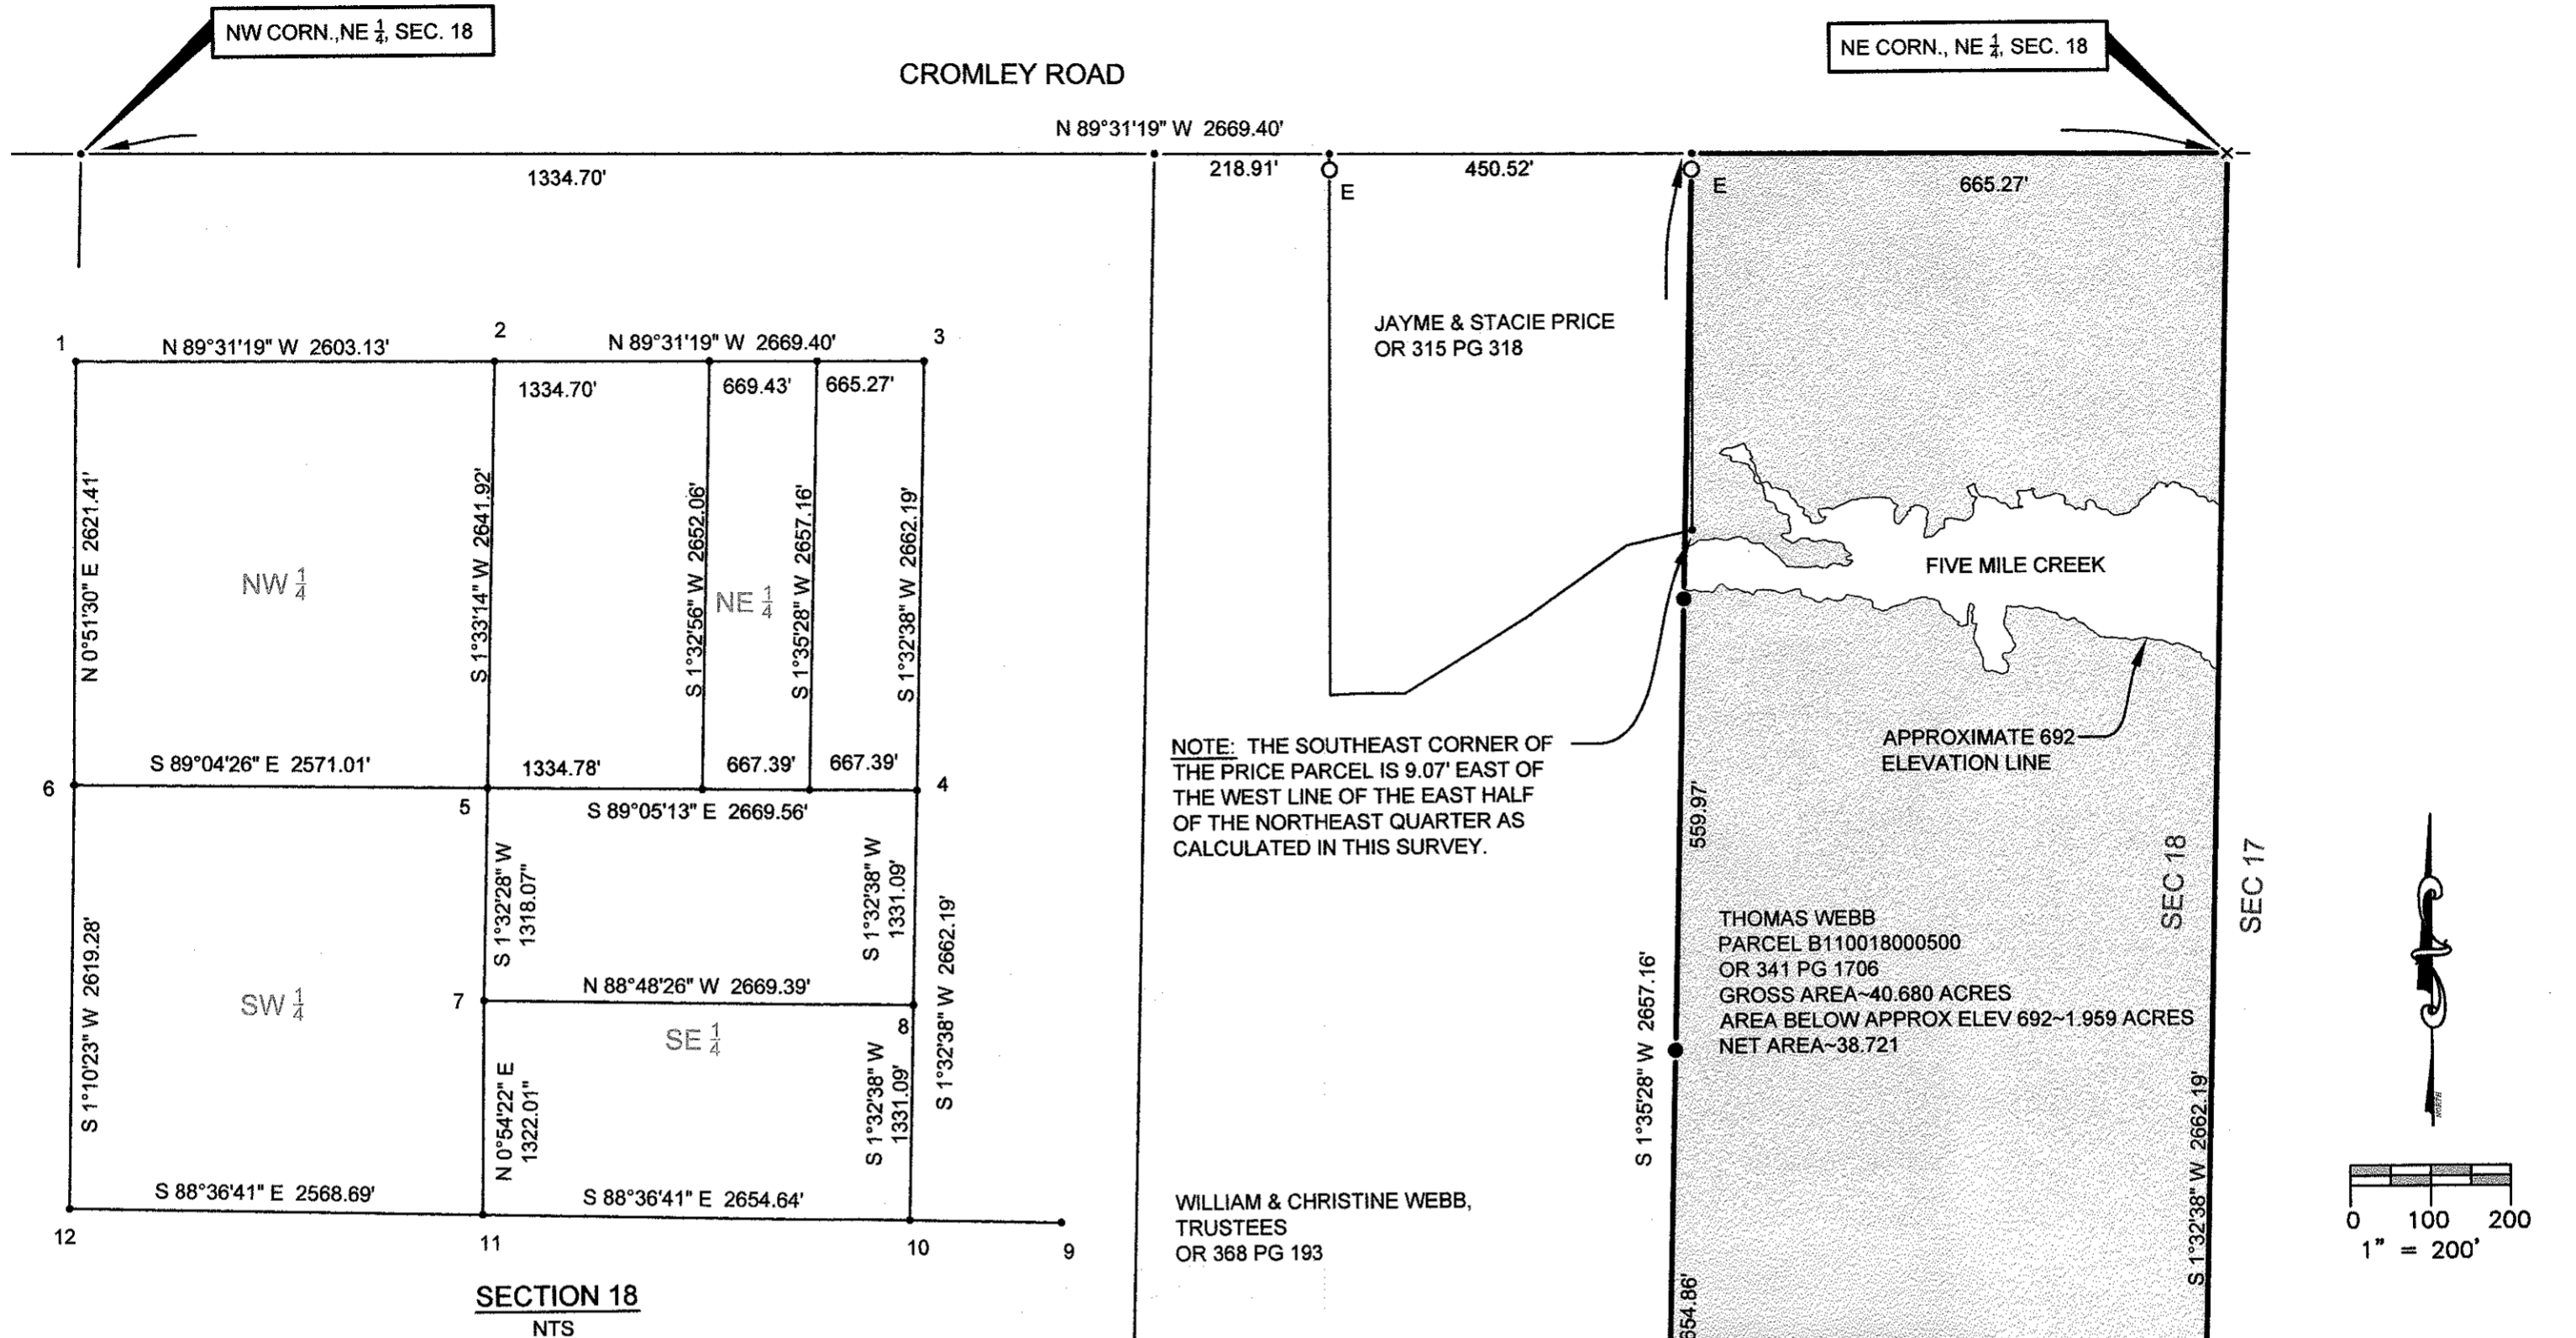 NW CORN.,NE 1/4, SEC. 18
NE CORN., NE 1/4, SEC. 18
CROMLEY ROAD
N 89°31'19" W 2669.40'
1334.70'
218.91'
450.52'
665.27'
E
E
JAYME & STACIE PRICE
OR 315 PG 318
1
N 89°31'19" W 2603.13'
2
N 89°31'19" W 2669.40'
3
1334.70'
669.43'
665.27'
N 0°51'30" E 2621.41'
NW 1/4
S 1°33'14" W 2641.92'
S 1°32'56" W 2652.06'
NE 1/4
S 1°35'28" W 2657.16'
S 1°32'38" W 2662.19'
FIVE MILE CREEK
APPROXIMATE 692
ELEVATION LINE
NOTE: THE SOUTHEAST CORNER OF
THE PRICE PARCEL IS 9.07' EAST OF
THE WEST LINE OF THE EAST HALF
OF THE NORTHEAST QUARTER AS
CALCULATED IN THIS SURVEY.
6
S 89°04'26" E 2571.01'
5
1334.78'
667.39'
667.39'
4
S 89°05'13" E 2669.56'
S 1°32'28" W
1318.07"
S 1°32'38" W
1331.09'
S 1°32'38" W 2662.19'
S 1°10'23" W 2619.28'
SW 1/4
7
N 88°48'26" W 2669.39'
8
SE 1/4
N 0°54'22" E
1322.01"
S 1°32'38" W
1331.09'
S 88°36'41" E 2568.69'
S 88°36'41" E 2654.64'
12
11
10
9
SECTION 18
NTS
WILLIAM & CHRISTINE WEBB,
TRUSTEES
OR 368 PG 193
559.97'
S 1°35'28" W 2657.16'
654.86'
THOMAS WEBB
PARCEL B110018000500
OR 341 PG 1706
GROSS AREA~40.680 ACRES
AREA BELOW APPROX ELEV 692~1.959 ACRES
NET AREA~38.721
SEC 18
SEC 17
S 1°32'38" W 2662.19'
NORTH
0 100 200
1" = 200'